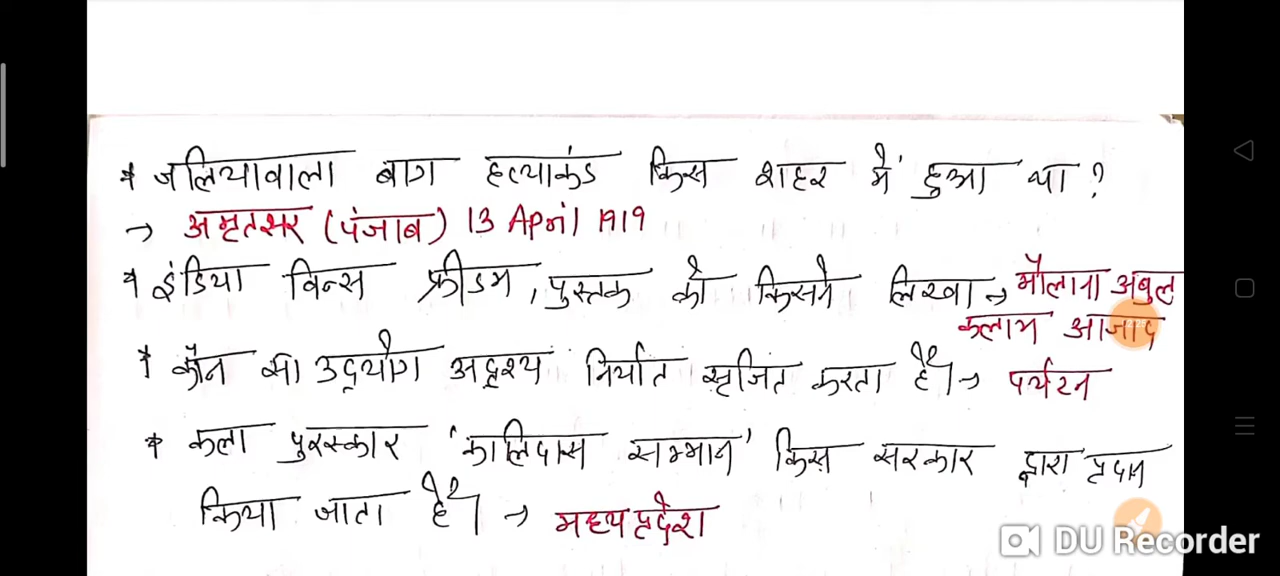 * जलियावाला बाग हत्याकंड किस शहर में हुआ था?
→ अमृतसर (पंजाब) 13 April 1919
* इंडिया विन्स फ्रीडम, पुस्तक को किसने लिखा → मौलाना अबुल
कलाम आजाद
* कौन सा उद्योग अदृश्य निर्यात सृजित करता है। → पर्यटन
* कला पुरस्कार 'कालिदास सम्मान' किस सरकार द्वारा प्रदान
किया जाता है। → मध्य प्रदेश
DU Recorder